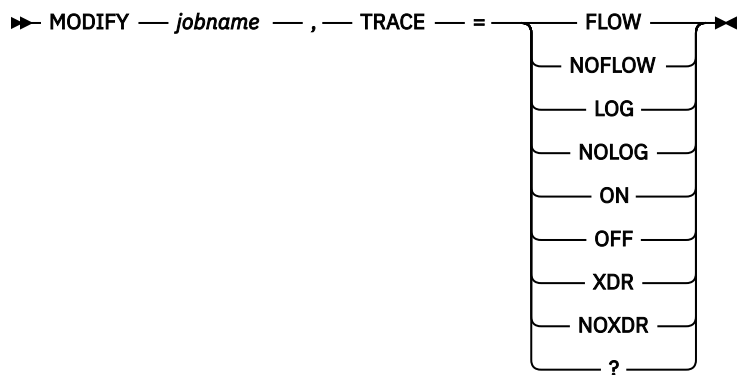 MODIFY jobname , TRACE = FLOW
NOFLOW
LOG
NOLOG
ON
OFF
XDR
NOXDR
?